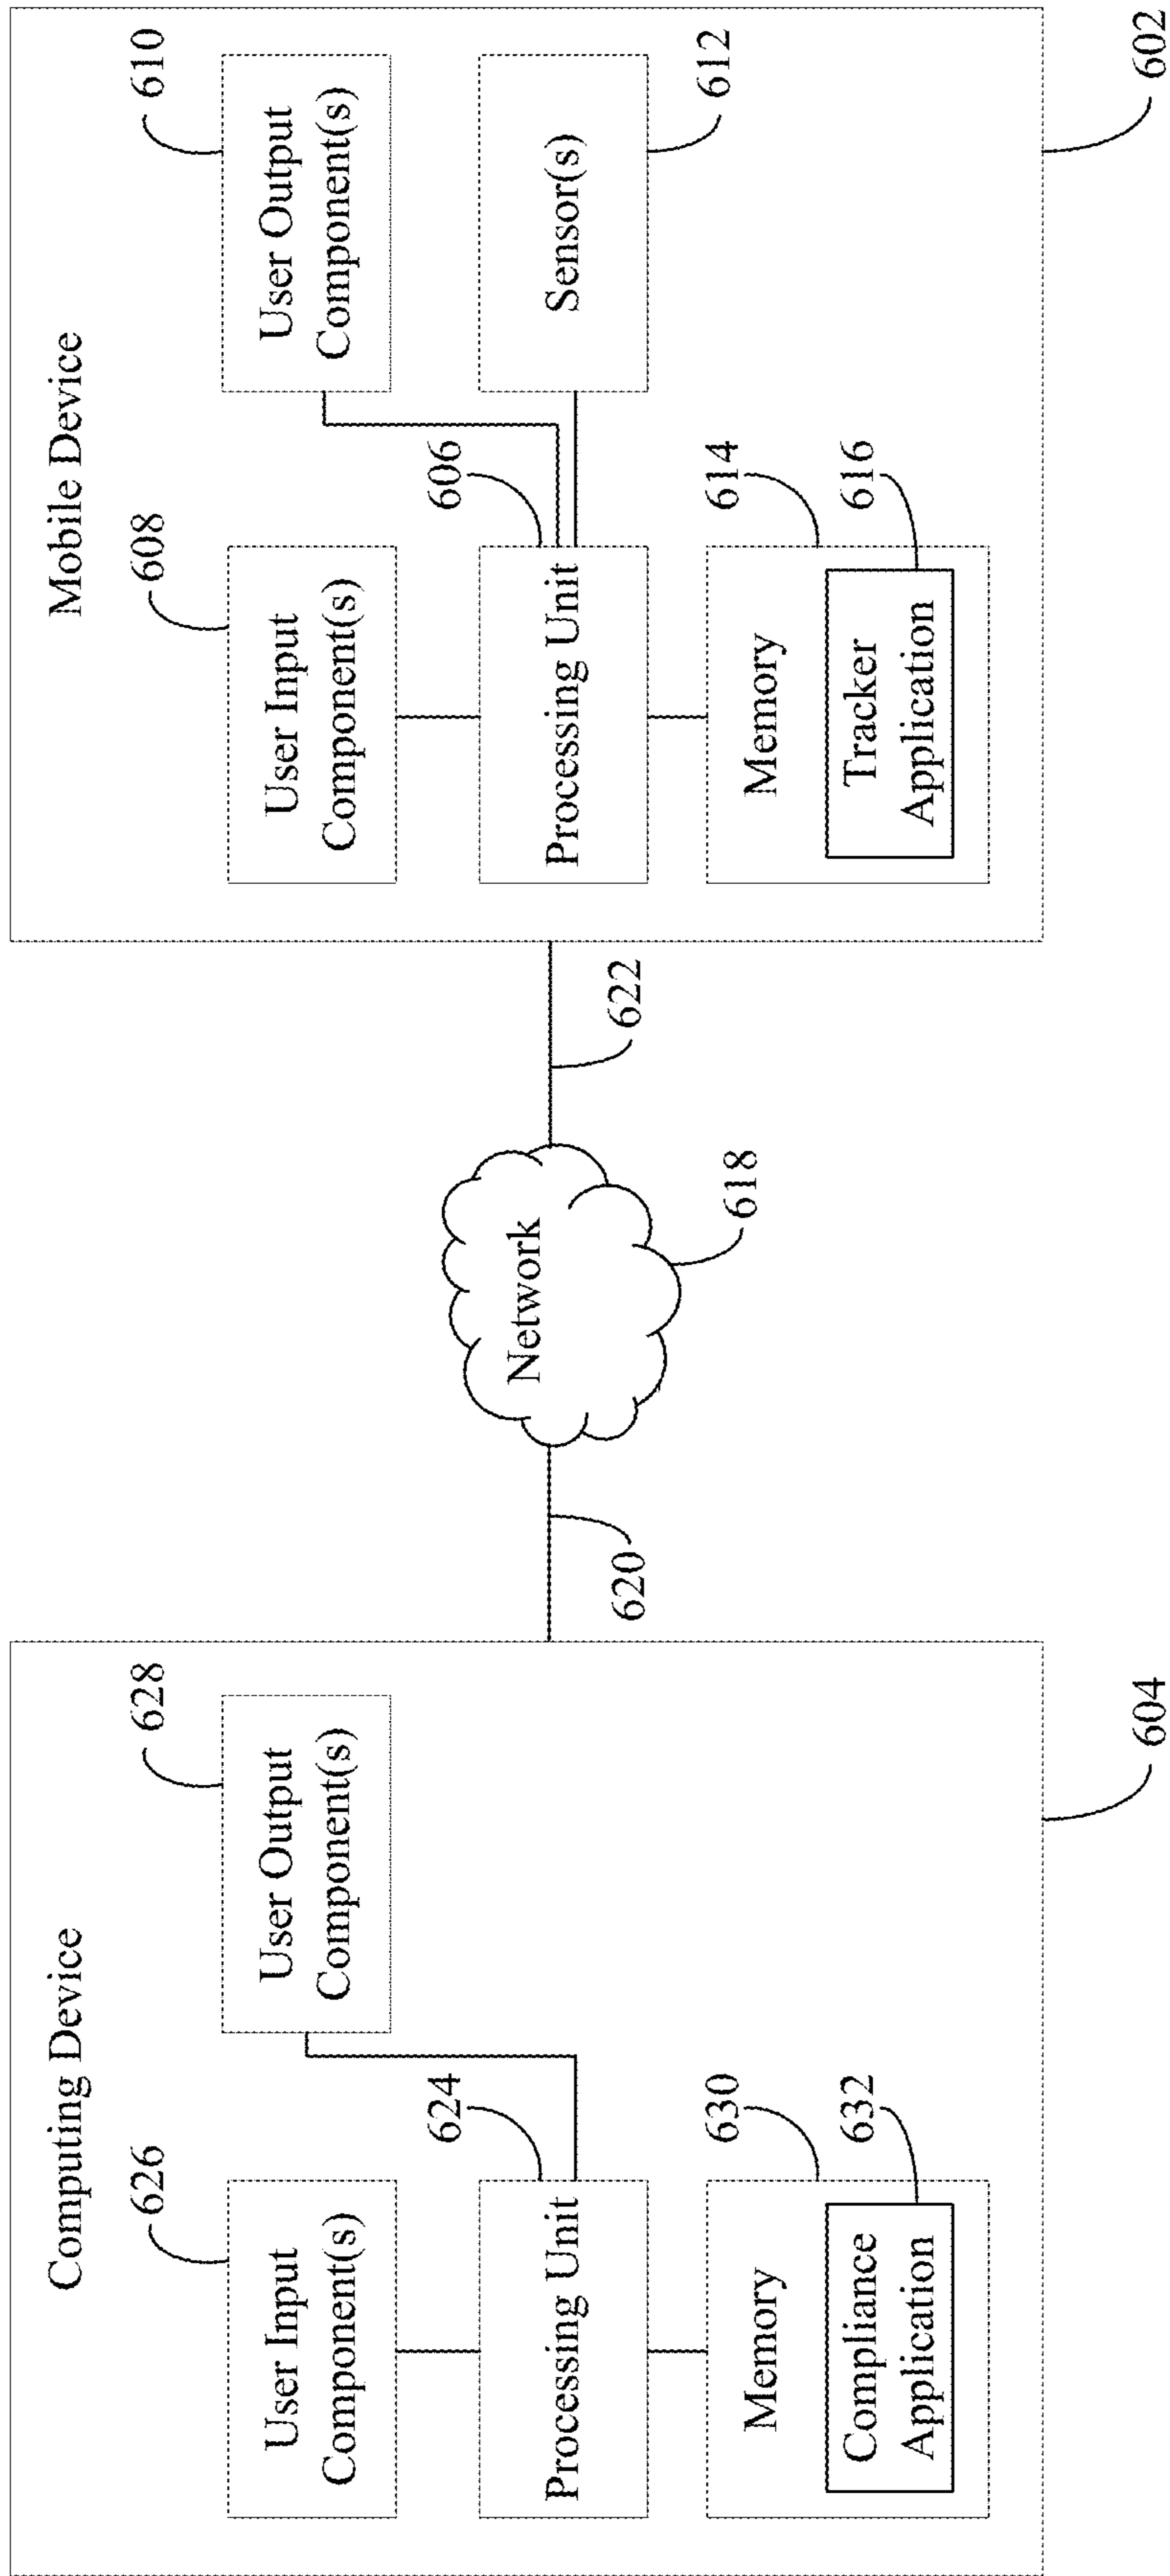 Computing Device
626
628
User Input
Component(s)
User Output
Component(s)
624
Processing Unit
630
632
Memory
Compliance
Application
604
620
Network
618
622
Mobile Device
608
610
User Input
Component(s)
User Output
Component(s)
606
Processing Unit
Sensor(s)
612
614
616
Memory
Tracker
Application
602